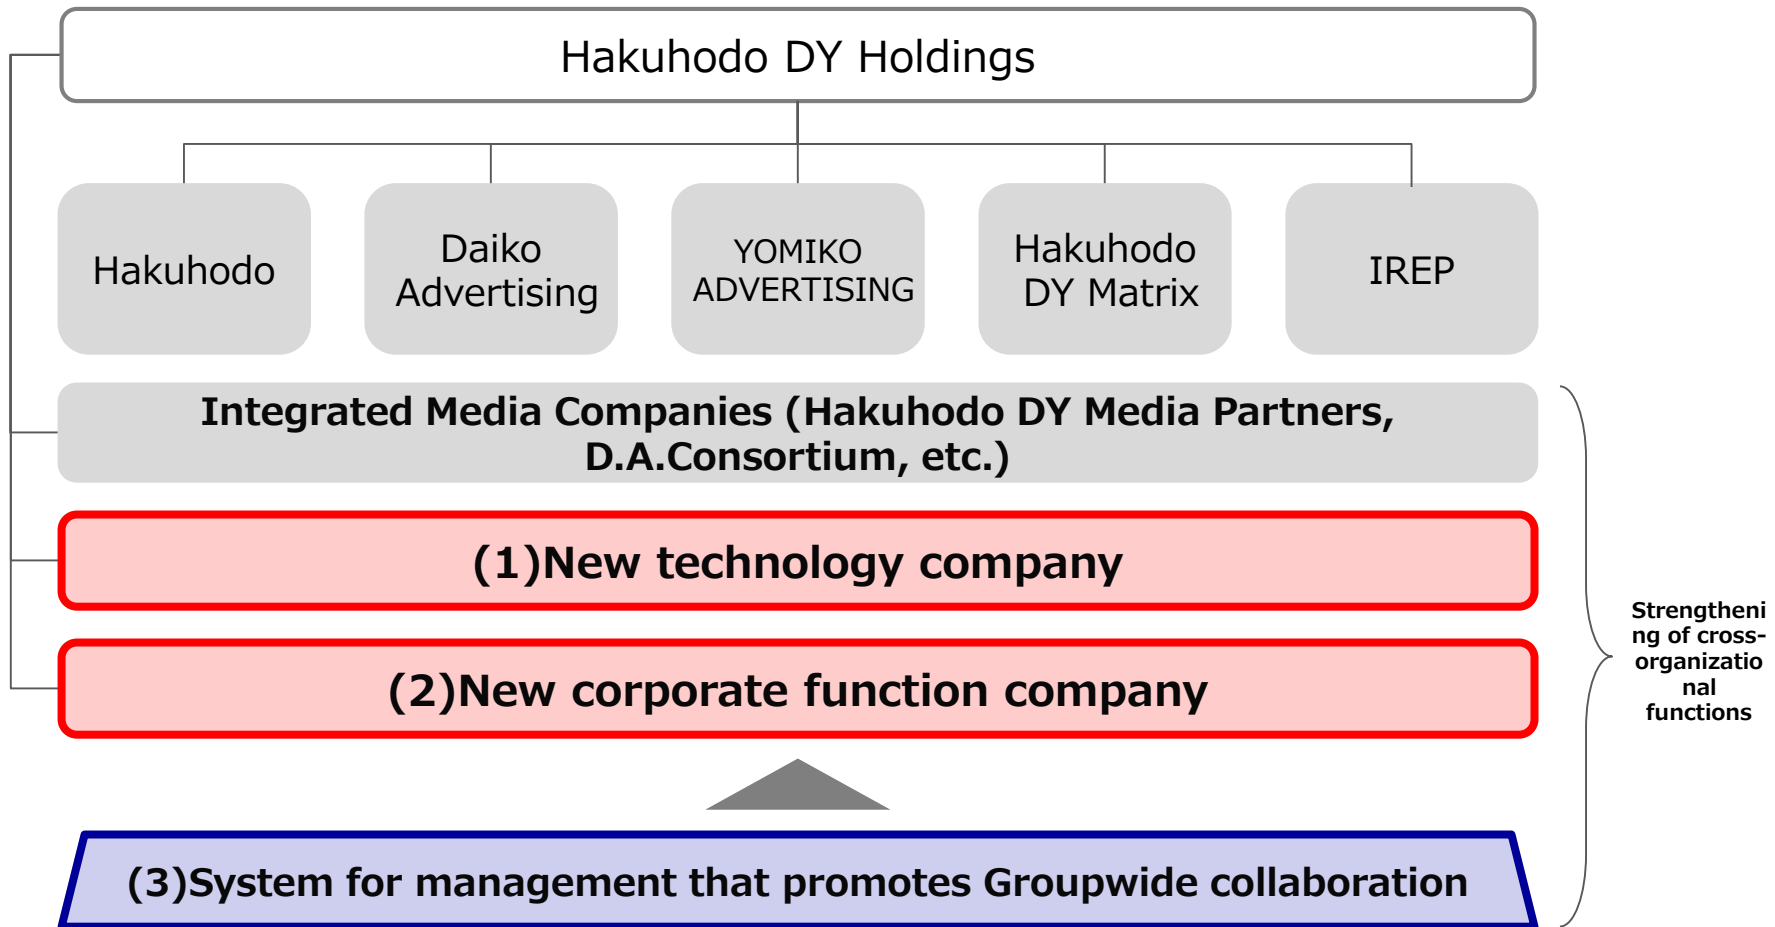 Hakuhodo DY Holdings
Hakuhodo
Daiko
Advertising
YOMIKO
ADVERTISING
Hakuhodo
DY Matrix
IREP
Integrated Media Companies (Hakuhodo DY Media Partners,
D.A.Consortium, etc.)
(1)New technology company
(2)New corporate function company
(3)System for management that promotes Groupwide collaboration
Strengtheni
ng of cross-
organizatio
nal
functions